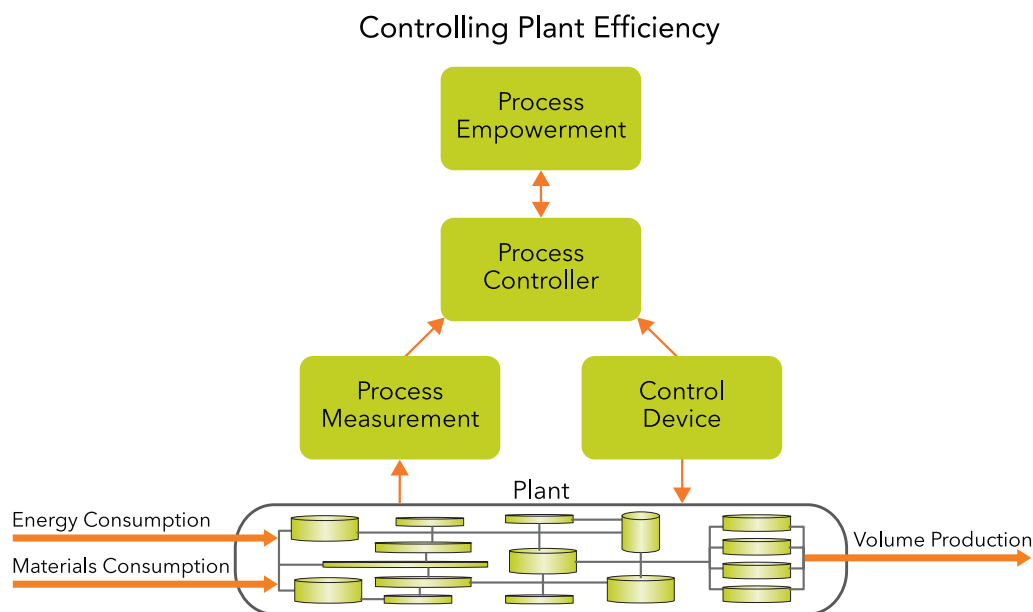 Controlling Plant Efficiency
Process
Empowerment
Process
Controller
Process
Measurement
Control
Device
Plant
Energy Consumption
Materials Consumption
Volume Production